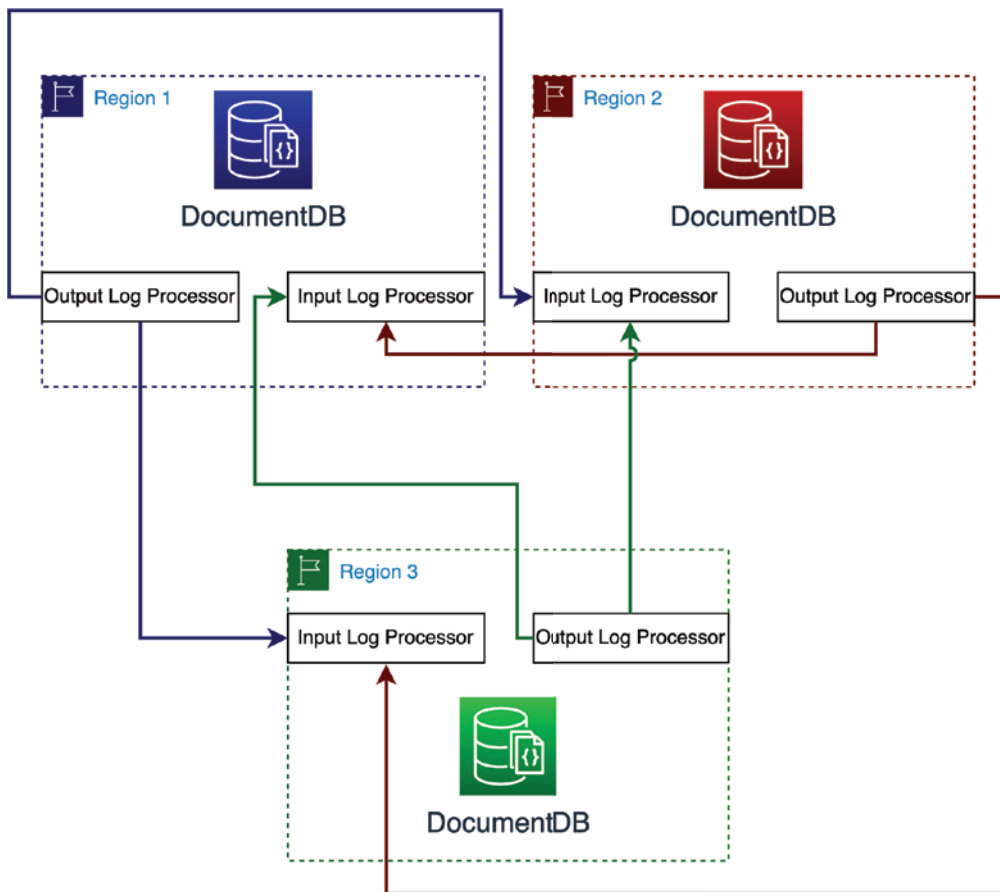 Region 1
DocumentDB
Output Log Processor
Input Log Processor
Region 2
DocumentDB
Input Log Processor
Output Log Processor
Region 3
Input Log Processor
Output Log Processor
DocumentDB